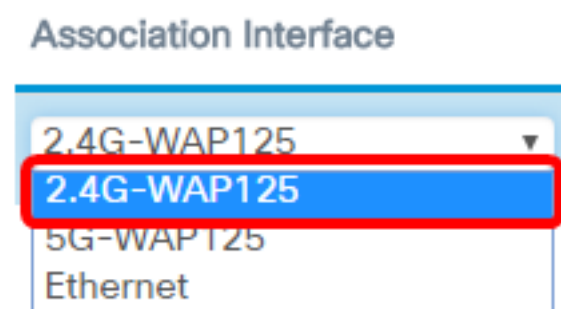 Association Interface
2.4G-WAP125
2.4G-WAP125
5G-WAP125
Ethernet